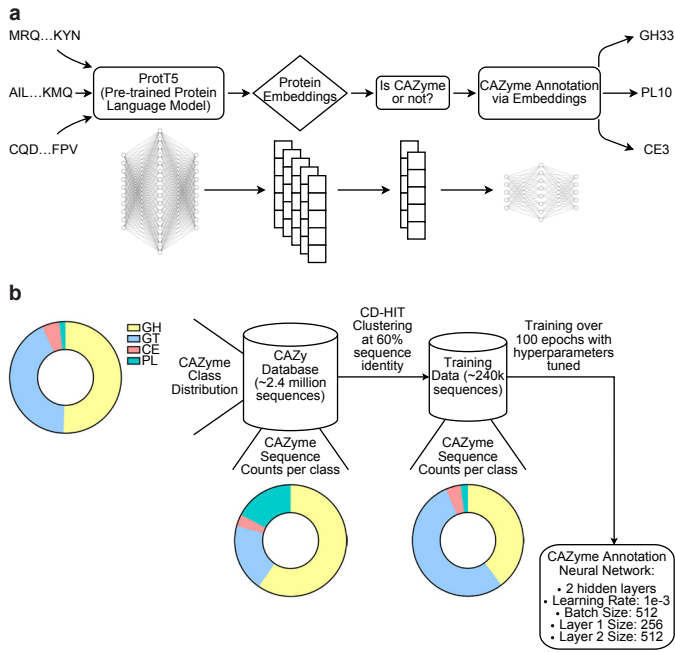 a
MRQ...KYN
AIL...KMQ
CQD...FPV
ProtT5
(Pre-trained Protein
Language Model)
Protein
Embeddings
Is CAZyme
or not?
CAZyme Annotation
via Embeddings
GH33
PL10
CE3
b
GH
GT
CE
PL
CAZyme
Class
Distribution
CAZy
Database
(~2.4 million
sequences)
CD-HIT
Clustering
at 60%
sequence
identity
Training
Data (~240k
sequences)
Training over
100 epochs with
hyperparameters
tuned
CAZyme
Sequence
Counts per class
CAZyme
Sequence
Counts per class
CAZyme Annotation
Neural Network:
• 2 hidden layers
• Learning Rate: 1e-3
• Batch Size: 512
• Layer 1 Size: 256
• Layer 2 Size: 512